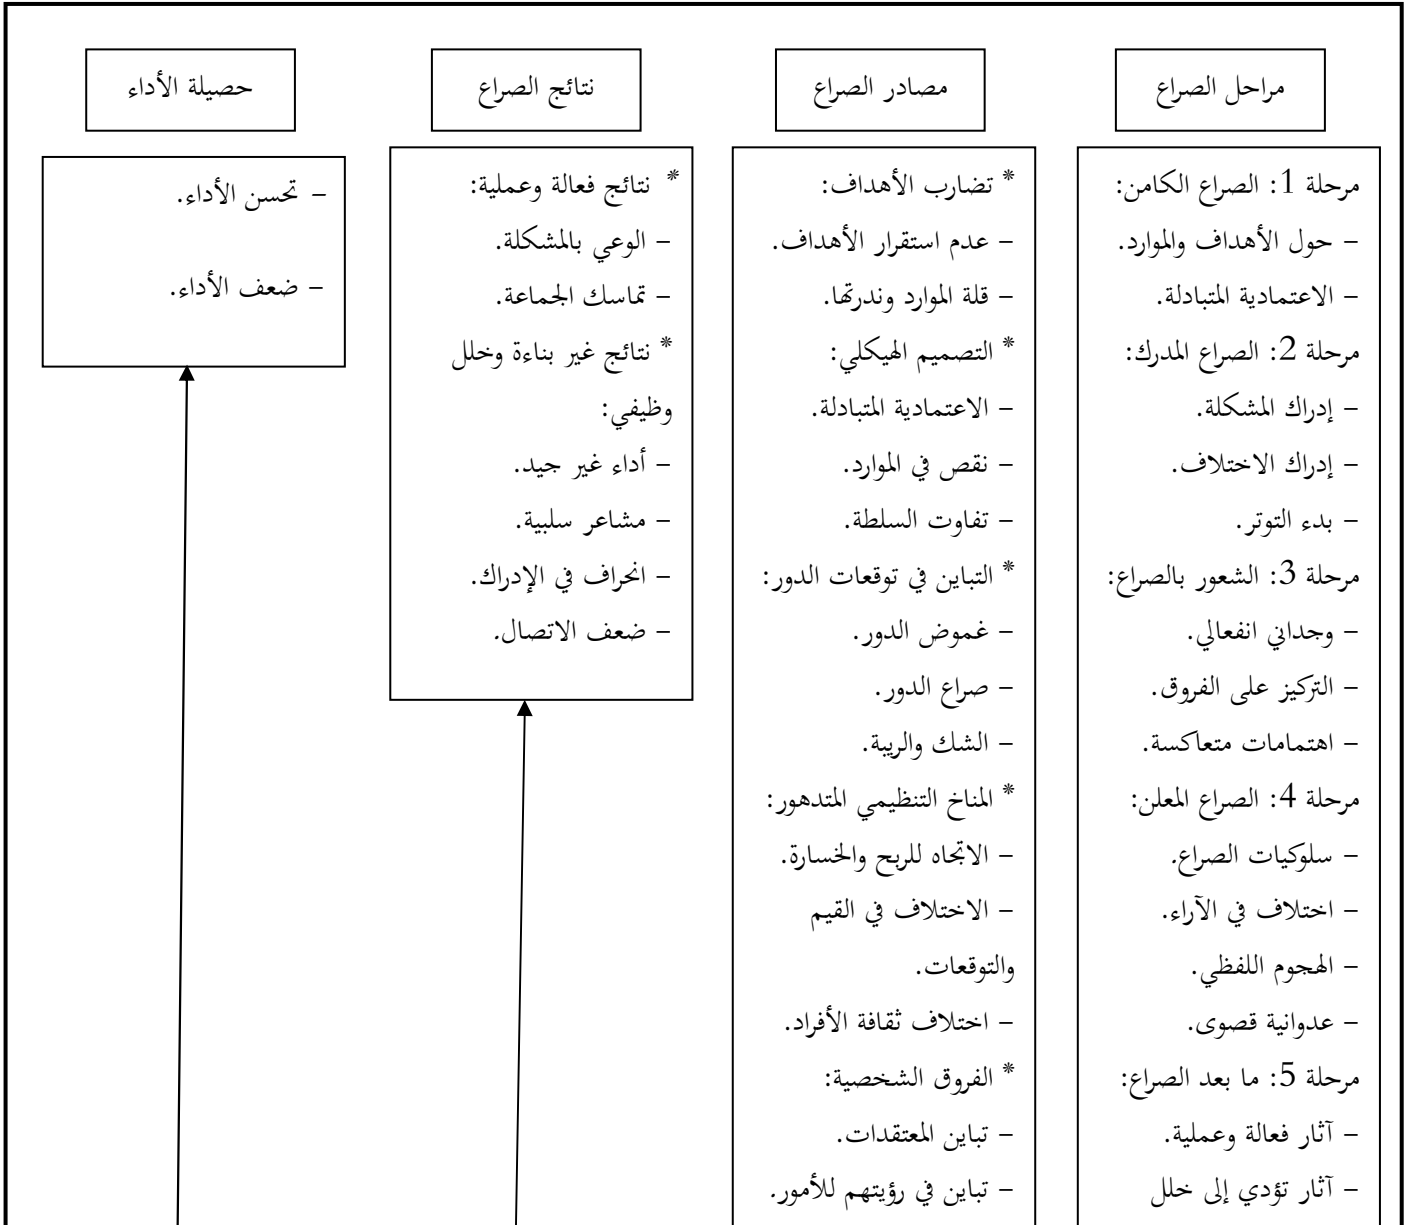 مراحل الصراع
مرحلة 1: الصراع الكامن:
– حول الأهداف والموارد.
– الاعتمادية المتبادلة.
مرحلة 2: الصراع المدرك:
– إدراك المشكلة.
– إدراك الاختلاف.
– بدء التوتر.
مرحلة 3: الشعور بالصراع:
– وجداني انفعالي.
– التركيز على الفروق.
– اهتمامات متعاكسة.
مرحلة 4: الصراع المعلن:
– سلوكيات الصراع.
– اختلاف في الآراء.
– الهجوم اللفظي.
– عدوانية قصوى.
مرحلة 5: ما بعد الصراع:
– آثار فعالة وعملية.
– آثار تؤدي إلى خلل
مصادر الصراع
* تضارب الأهداف:
– عدم استقرار الأهداف.
– قلة الموارد وندرتها.
* التصميم الهيكلي:
– الاعتمادية المتبادلة.
– نقص في الموارد.
– تفاوت السلطة.
* التباين في توقعات الدور:
– غموض الدور.
– صراع الدور.
– الشك والريبة.
* المناخ التنظيمي المتدهور:
– الاتجاه للربح والخسارة.
– الاختلاف في القيم
والتوقعات.
– اختلاف ثقافة الأفراد.
* الفروق الشخصية:
– تباين المعتقدات.
– تباين في رؤيتهم للأمور.
نتائج الصراع
* نتائج فعالة وعملية:
– الوعي بالمشكلة.
– تماسك الجماعة.
* نتائج غير بناءة وخلل
وظيفي:
– أداء غير جيد.
– مشاعر سلبية.
– انحراف في الإدراك.
– ضعف الاتصال.
حصيلة الأداء
– تحسن الأداء.
– ضعف الأداء.